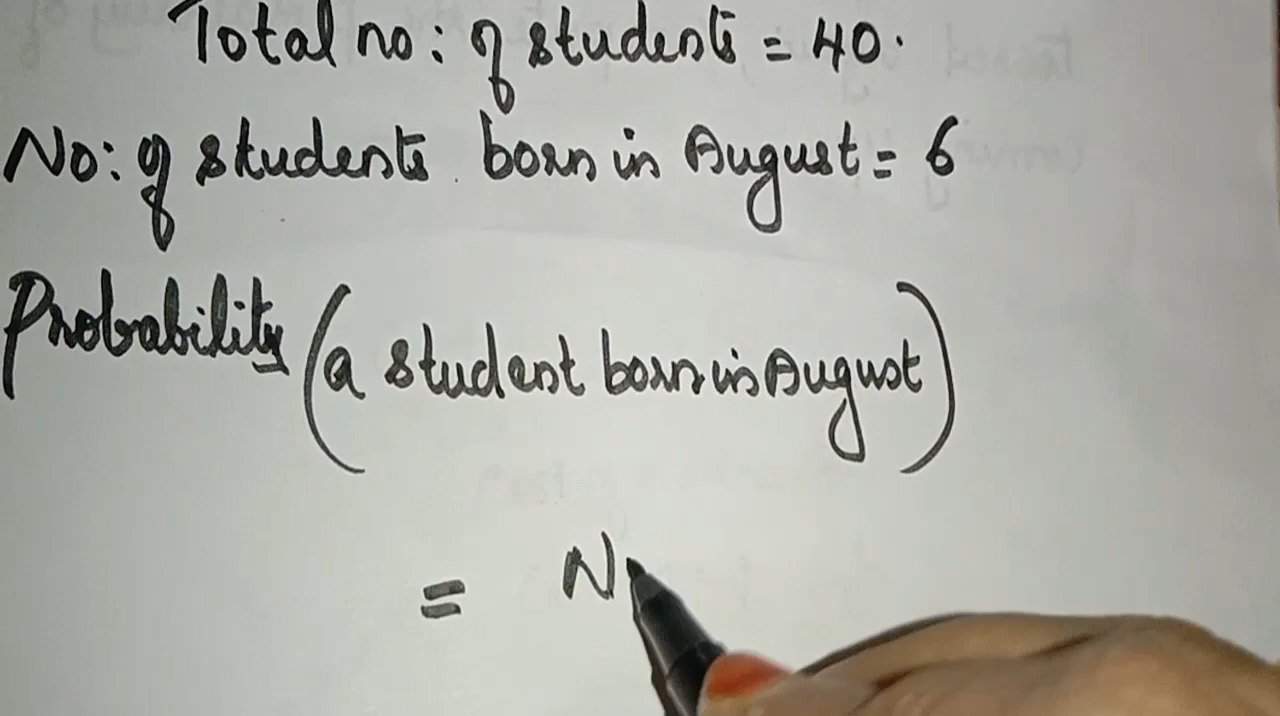 Total no: of students = 40.
No: of students born in August = 6
Probability (a student born in August)
= N